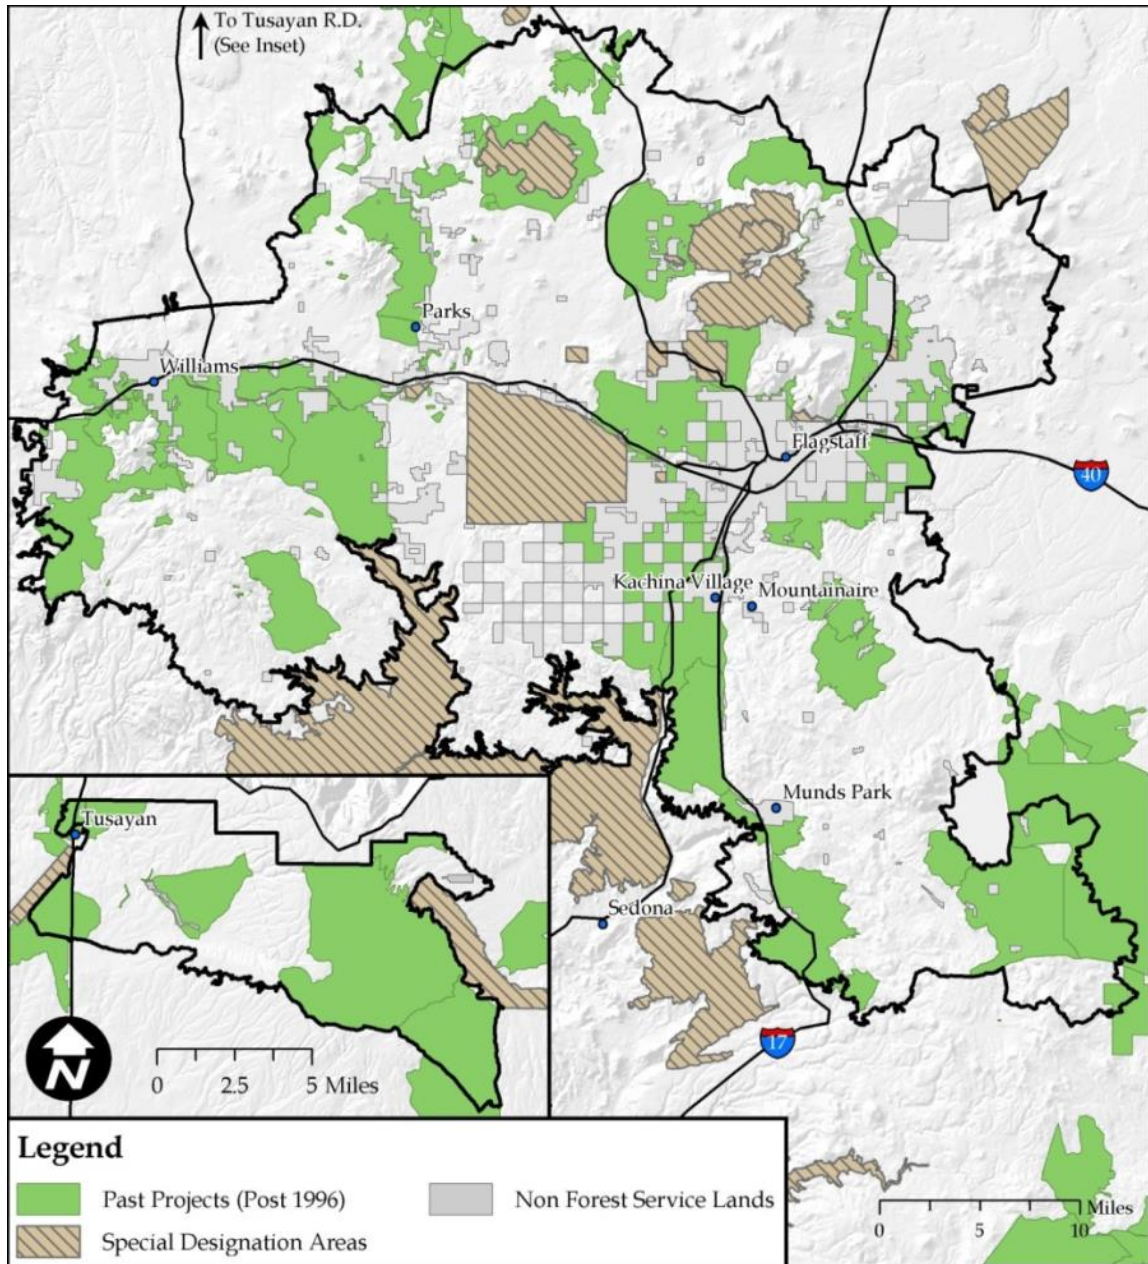 To Tusayan R.D.
(See Inset)
Parks
Williams
Flagstaff
40
Kachina Village
Mountainaire
Munds Park
Tusayan
Sedona
N
0 2.5 5 Miles
17
Legend
Past Projects (Post 1996)
Non Forest Service Lands
Special Designation Areas
Miles
0 5 10